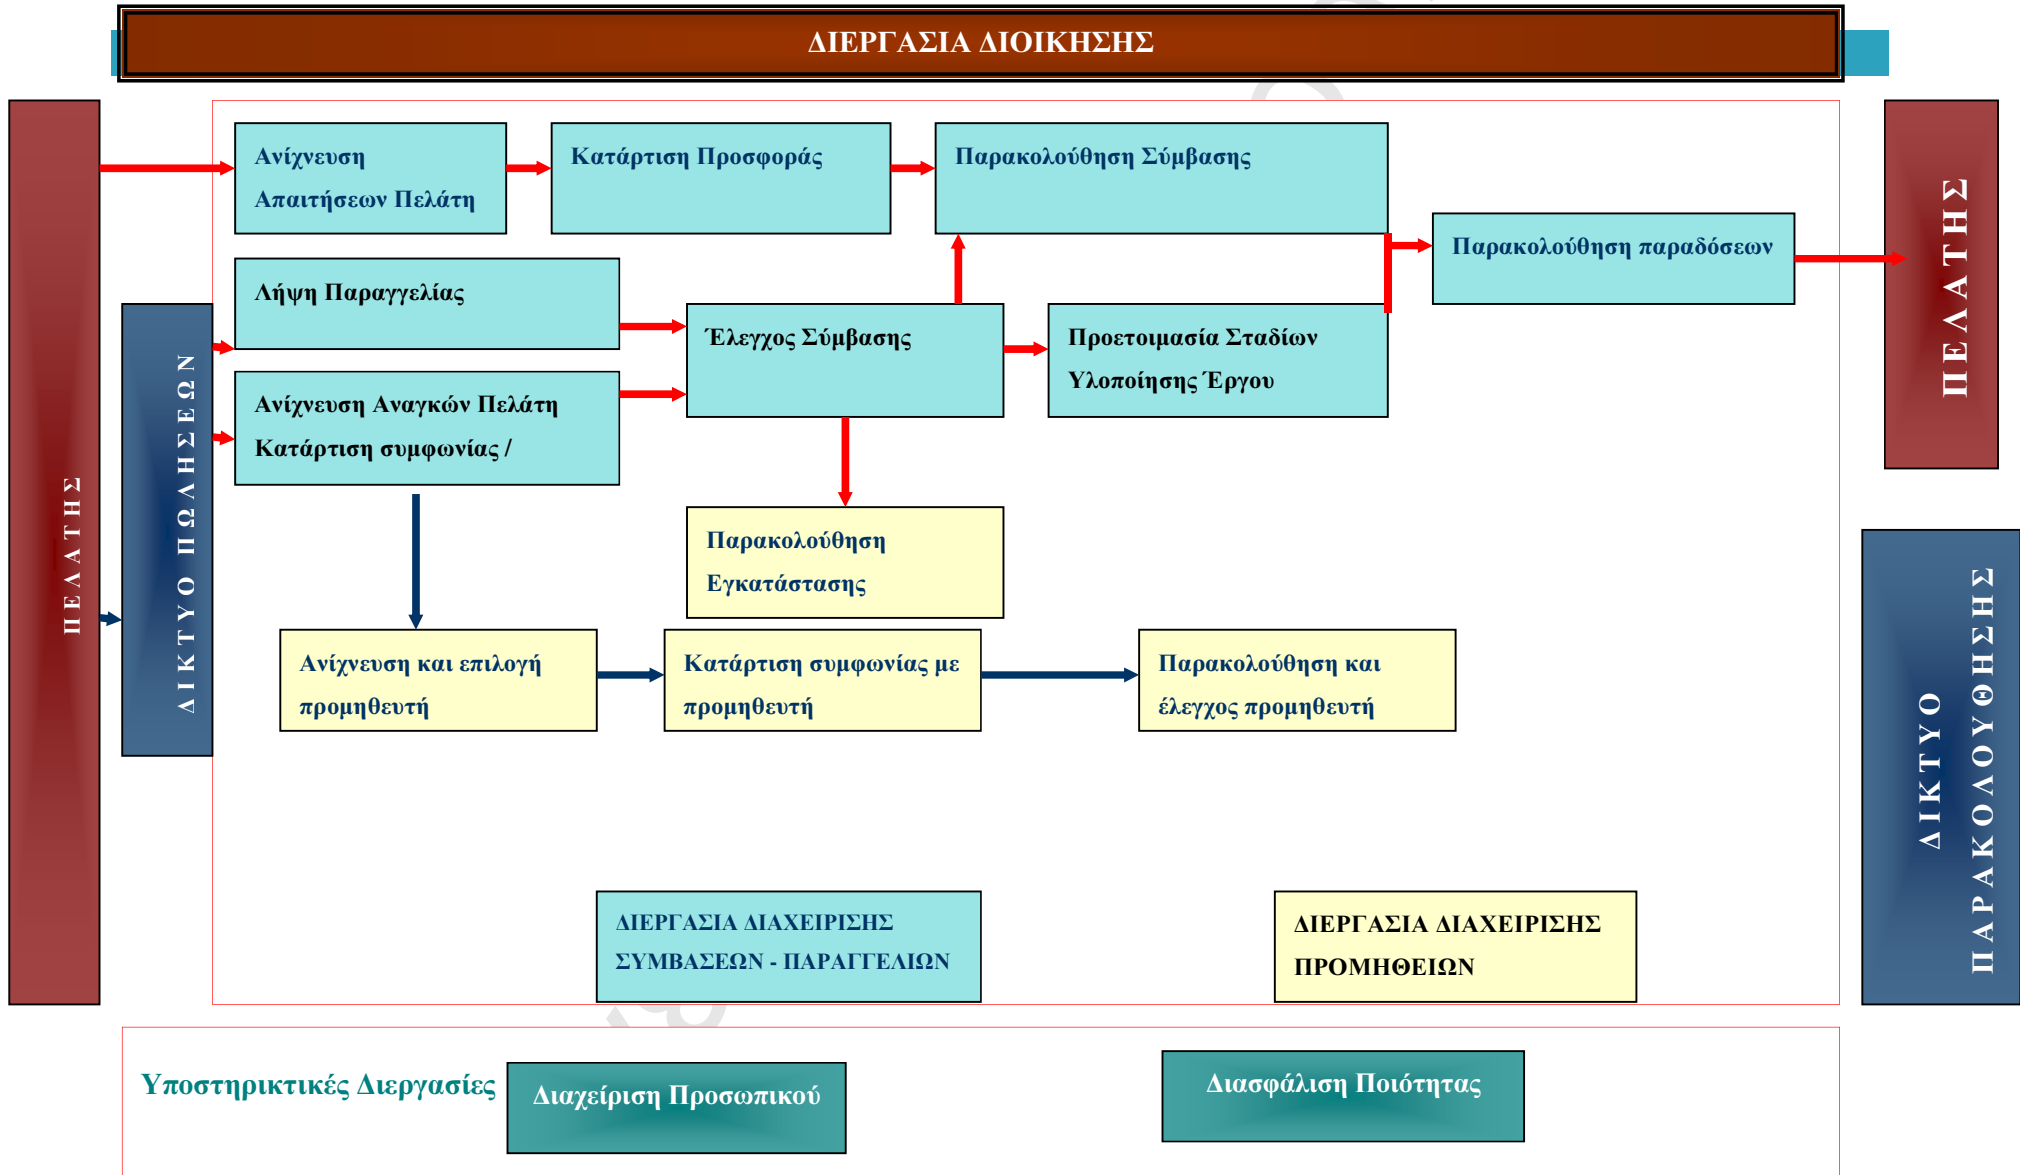 ΔΙΕΡΓΑΣΙΑ ΔΙΟΙΚΗΣΗΣ
ΠΕΛΑΤΗΣ
ΔΙΚΤΥΟ ΠΩΛΗΣΕΩΝ
Ανίχνευση
Απαιτήσεων Πελάτη
Κατάρτιση Προσφοράς
Παρακολούθηση Σύμβασης
Παρακολούθηση παραδόσεων
ΠΕΛΑΤΗΣ
Λήψη Παραγγελίας
Έλεγχος Σύμβασης
Προετοιμασία Σταδίων
Υλοποίησης Έργου
Ανίχνευση Αναγκών Πελάτη
Κατάρτιση συμφωνίας /
Παρακολούθηση
Εγκατάστασης
Ανίχνευση και επιλογή
προμηθευτή
Κατάρτιση συμφωνίας με
προμηθευτή
Παρακολούθηση και
έλεγχος προμηθευτή
ΔΙΚΤΥΟ
ΠΑΡΑΚΟΛΟΥΘΗΣΗΣ
ΔΙΕΡΓΑΣΙΑ ΔΙΑΧΕΙΡΙΣΗΣ
ΣΥΜΒΑΣΕΩΝ - ΠΑΡΑΓΓΕΛΙΩΝ
ΔΙΕΡΓΑΣΙΑ ΔΙΑΧΕΙΡΙΣΗΣ
ΠΡΟΜΗΘΕΙΩΝ
Υποστηρικτικές Διεργασίες
Διαχείριση Προσωπικού
Διασφάλιση Ποιότητας